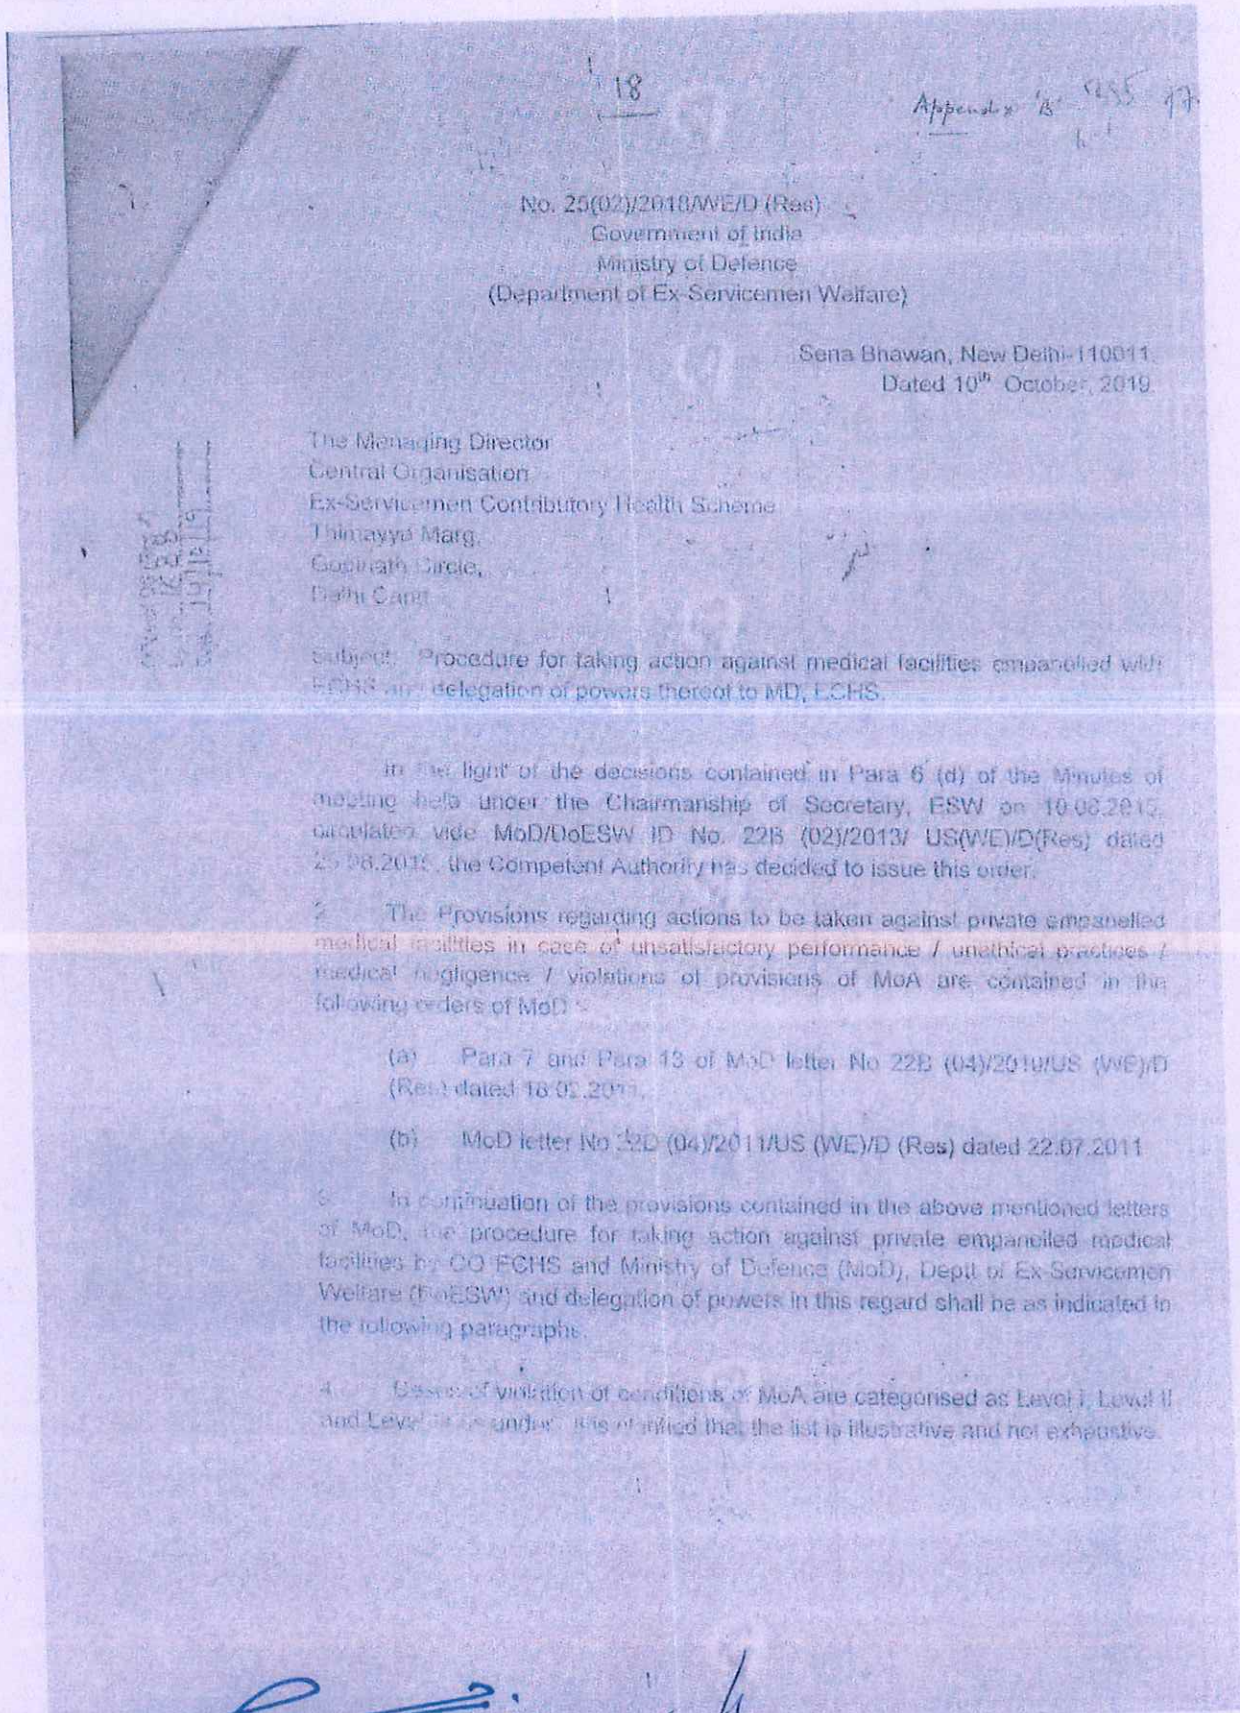 18
Appendix 'B'
No. 25(02)/2018/WE/D (Res)
Government of India
Ministry of Defence
(Department of Ex-Servicemen Welfare)
Sena Bhawan, New Delhi-110011.
Dated 10th October, 2019.
The Managing Director
Central Organisation
Ex-Servicemen Contributory Health Scheme
Thimayya Marg,
Gopinath Circle,
Delhi Cantt
Subject: Procedure for taking action against medical facilities empanelled with
ECHS and delegation of powers thereof to MD, ECHS.
In the light of the decisions contained in Para 6 (d) of the Minutes of
meeting held under the Chairmanship of Secretary, ESW on
circulated vide MoD/DoESW ID No. 22B (02)/2013/ US(WE)/D(Res) dated
the Competent Authority has decided to issue this order.
2. The Provisions regarding actions to be taken against private empanelled
medical facilities in case of unsatisfactory performance / unethical practices /
medical negligence / violations of provisions of MoA are contained in the
following orders of MoD :-
(a) Para 7 and Para 13 of MoD letter No 22B (04)/2010/US (WE)/D
(Res) dated
(b) MoD letter No (04)/2011/US (WE)/D (Res) dated 22.07.2011
3. In continuation of the provisions contained in the above mentioned letters
of MoD, the procedure for taking action against private empanelled medical
facilities by CO ECHS and Ministry of Defence (MoD), Deptt of Ex-Servicemen
Welfare (DoESW) and delegation of powers in this regard shall be as indicated in
the following paragraphs.
4. Cases of violation of conditions of MoA are categorised as Level I, Level II
and Level as under. It is clarified that the list is illustrative and not exhaustive.